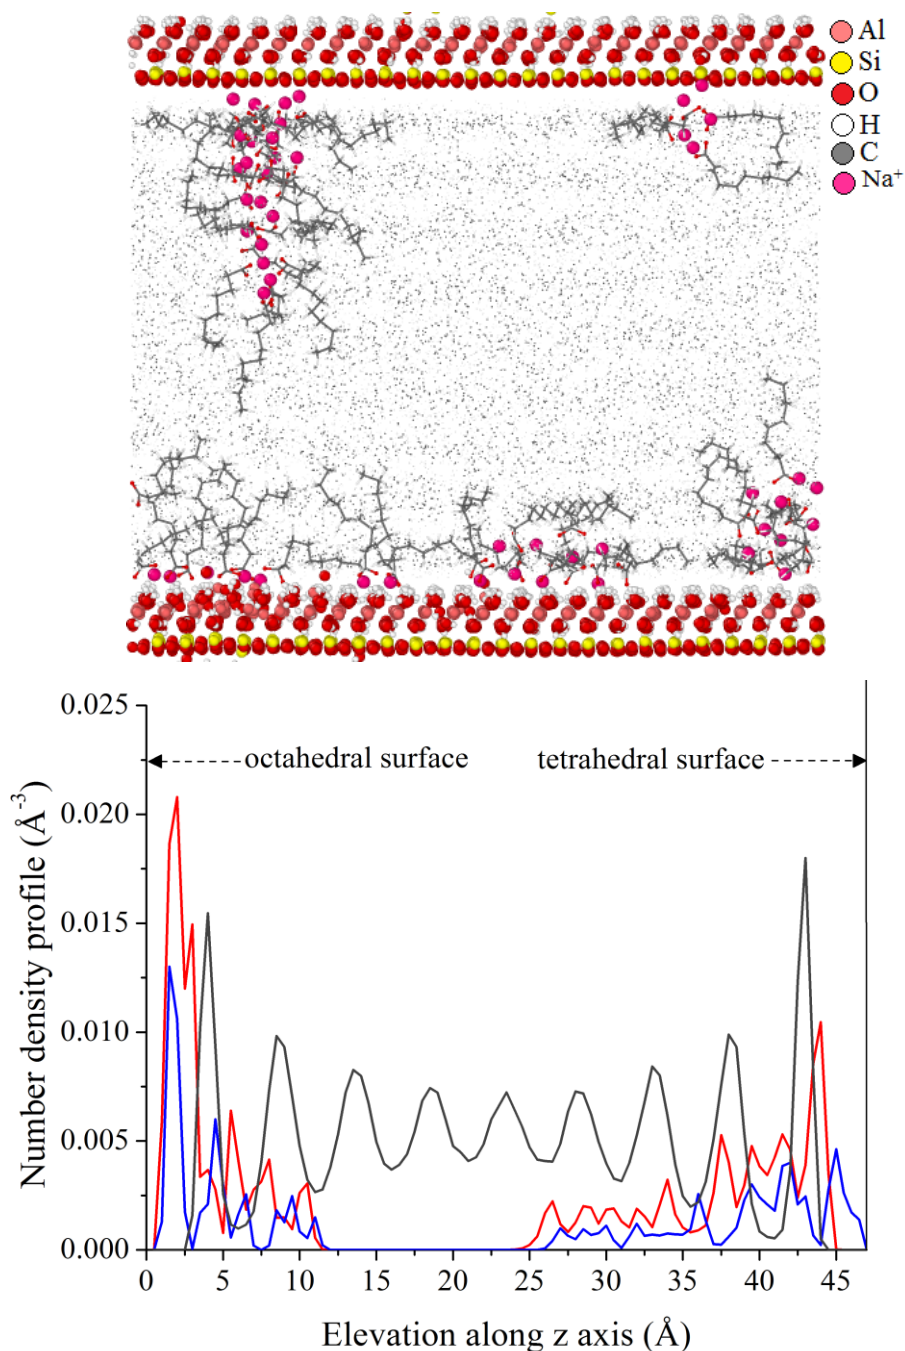 Al
Si
O
H
C
Na⁺
0.025
octahedral surface
tetrahedral surface
0.020
0.015
0.010
0.005
0.000
Number density profile (Å⁻³)
0 5 10 15 20 25 30 35 40 45
Elevation along z axis (Å)